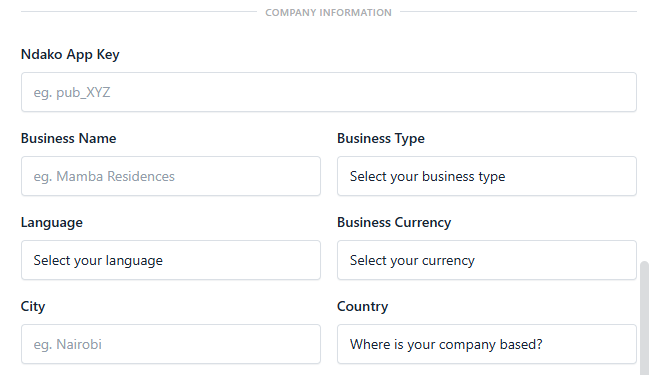 COMPANY INFORMATION
Ndako App Key
eg. pub_XYZ
Business Name
Business Type
eg. Mamba Residences
Select your business type
Language
Business Currency
Select your language
Select your currency
City
Country
eg. Nairobi
Where is your company based?